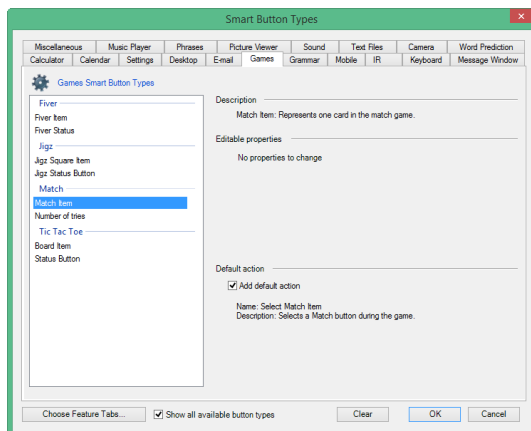 Smart Button Types
Miscellaneous Music Player Phrases Picture Viewer Sound Text Files Camera Word Prediction
Calculator Calendar Settings Desktop E-mail Games Grammar Mobile IR Keyboard Message Window
Games Smart Button Types
Fiver
Fiver Item
Fiver Status
Jigz
Jigz Square Item
Jigz Status Button
Match
Match Item
Number of tries
Tic Tac Toe
Board Item
Status Button
Description
Match Item: Represents one card in the match game.
Editable properties
No properties to change
Default action
Add default action
Name: Select Match Item
Description: Selects a Match button during the game.
Choose Feature Tabs... Show all available button types Clear OK Cancel